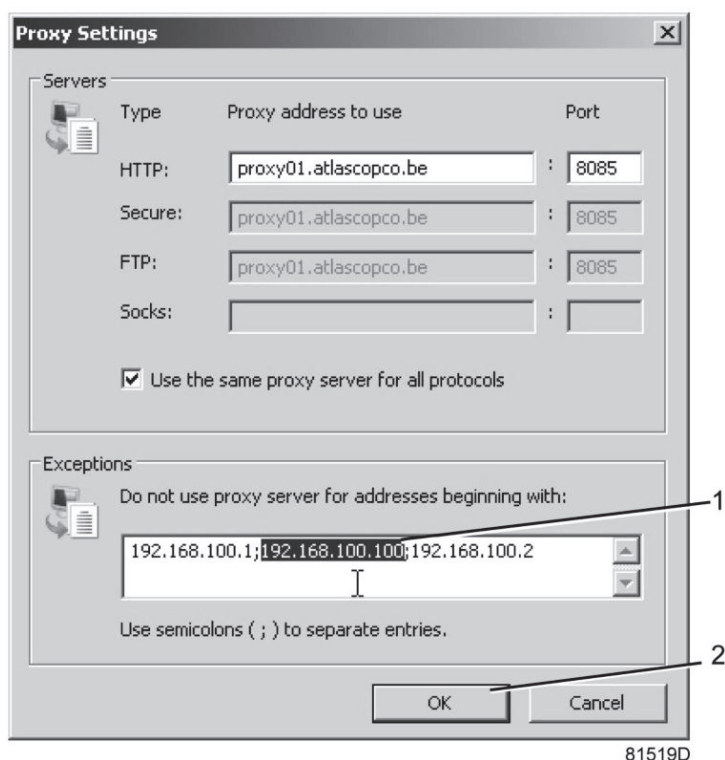 Proxy Settings
Servers
Type Proxy address to use Port
HTTP: proxy01.atlascopco.be : 8085
Secure: proxy01.atlascopco.be : 8085
FTP: proxy01.atlascopco.be : 8085
Socks: :
Use the same proxy server for all protocols
Exceptions
Do not use proxy server for addresses beginning with:
1
192.168.100.1;192.168.100.100;192.168.100.2
Use semicolons ( ; ) to separate entries.
2
OK Cancel
81519D